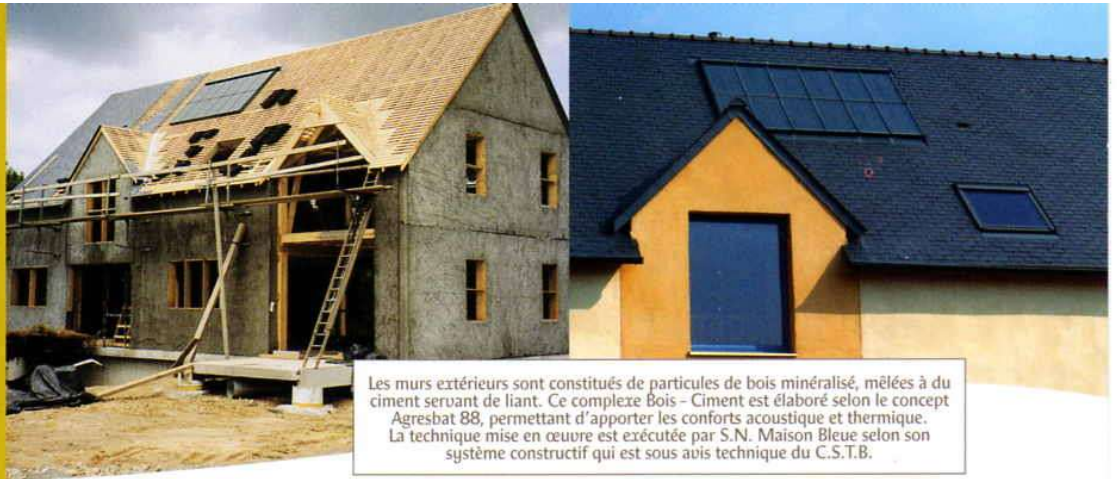 Les murs extérieurs sont constitués de particules de bois minéralisé, mêlées à du
ciment servant de liant. Ce complexe Bois - Ciment est élaboré selon le concept
Agresbat 88, permettant d'apporter les conforts acoustique et thermique.
La technique mise en œuvre est exécutée par S.N. Maison Bleue selon son
système constructif qui est sous avis technique du C.S.T.B.